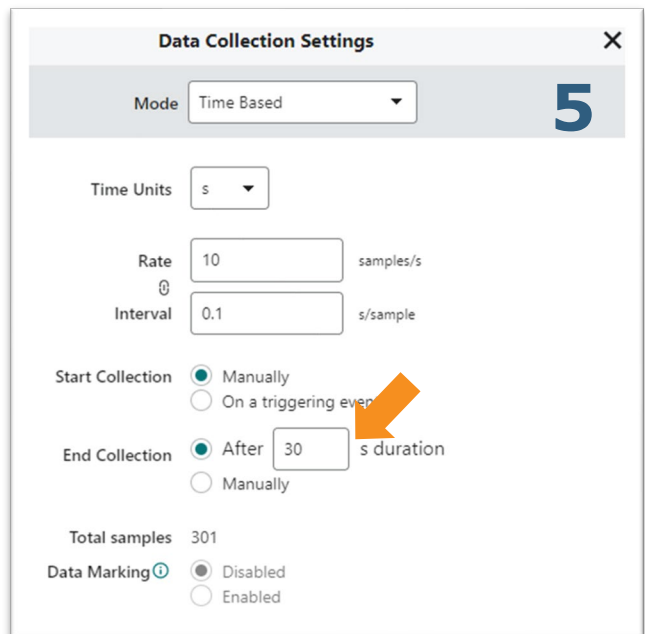 Data Collection Settings
Mode Time Based 5
Time Units s
Rate 10 samples/s
Interval 0.1 s/sample
Start Collection Manually
On a triggering
End Collection After 30 s duration
Manually
Total samples 301
Data Marking Disabled
Enabled